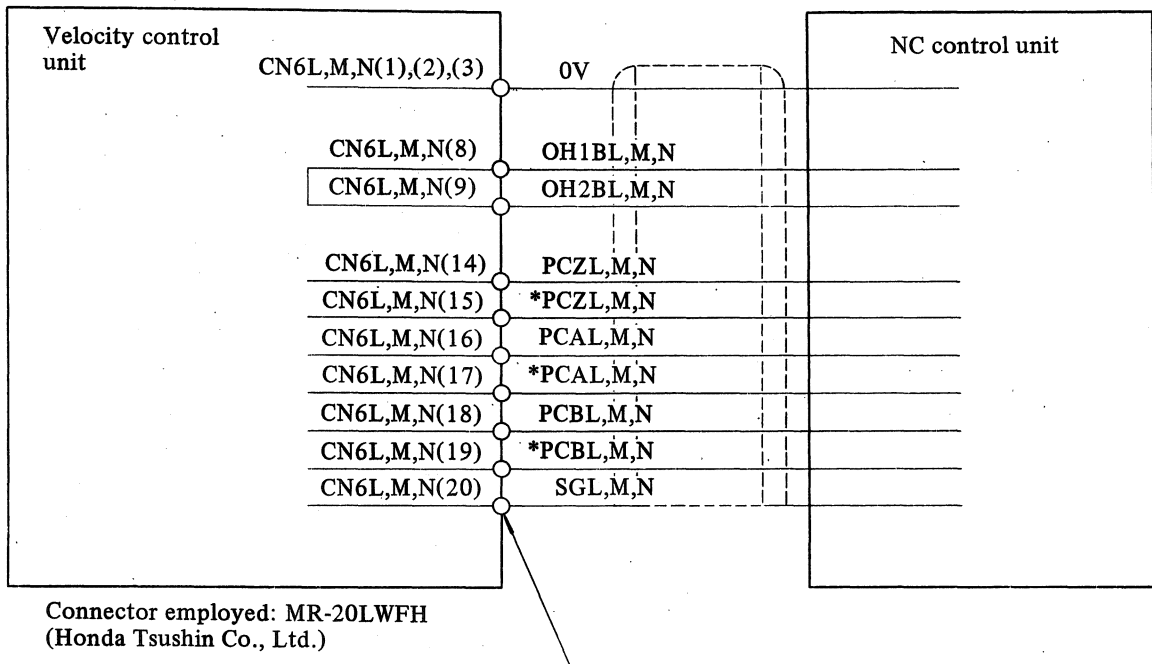 Velocity control
unit
NC control unit
CN6L,M,N(1),(2),(3) 0V
CN6L,M,N(8) OH1BL,M,N
CN6L,M,N(9) OH2BL,M,N
CN6L,M,N(14) PCZL,M,N
CN6L,M,N(15) *PCZL,M,N
CN6L,M,N(16) PCAL,M,N
CN6L,M,N(17) *PCAL,M,N
CN6L,M,N(18) PCBL,M,N
CN6L,M,N(19) *PCBL,M,N
CN6L,M,N(20) SGL,M,N
Connector employed: MR-20LWFH
(Honda Tsushin Co., Ltd.)